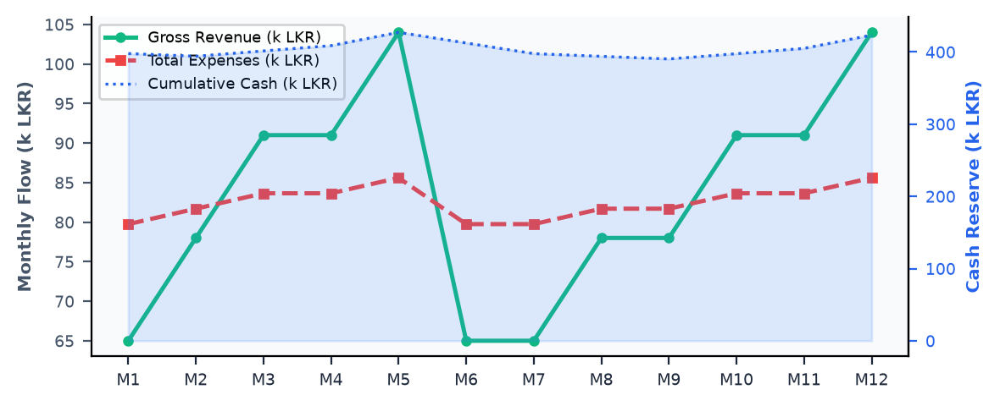 Gross Revenue (k LKR)
Total Expenses (k LKR)
Cumulative Cash (k LKR)
Monthly Flow (k LKR)
105
100
95
90
85
80
75
70
65
Cash Reserve (k LKR)
400
300
200
100
0
M1 M2 M3 M4 M5 M6 M7 M8 M9 M10 M11 M12